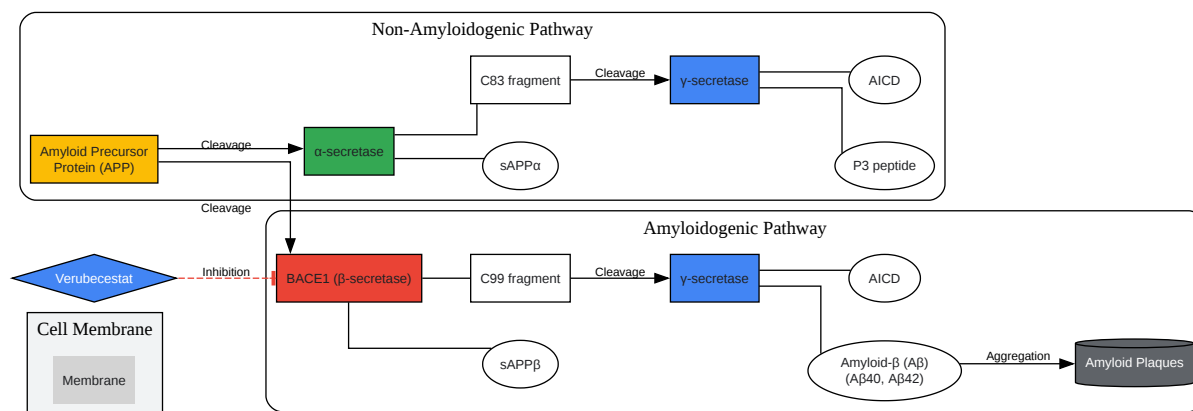 Non-Amyloidogenic Pathway
C83 fragment
Cleavage
γ-secretase
AICD
Amyloid Precursor
Protein (APP)
Cleavage
α-secretase
sAPPα
P3 peptide
Cleavage
Amyloidogenic Pathway
Verubecestat
Inhibition
BACE1 (β-secretase)
C99 fragment
Cleavage
γ-secretase
AICD
Cell Membrane
Membrane
sAPPβ
Amyloid-β (Aβ)
(Aβ40, Aβ42)
Aggregation
Amyloid Plaques